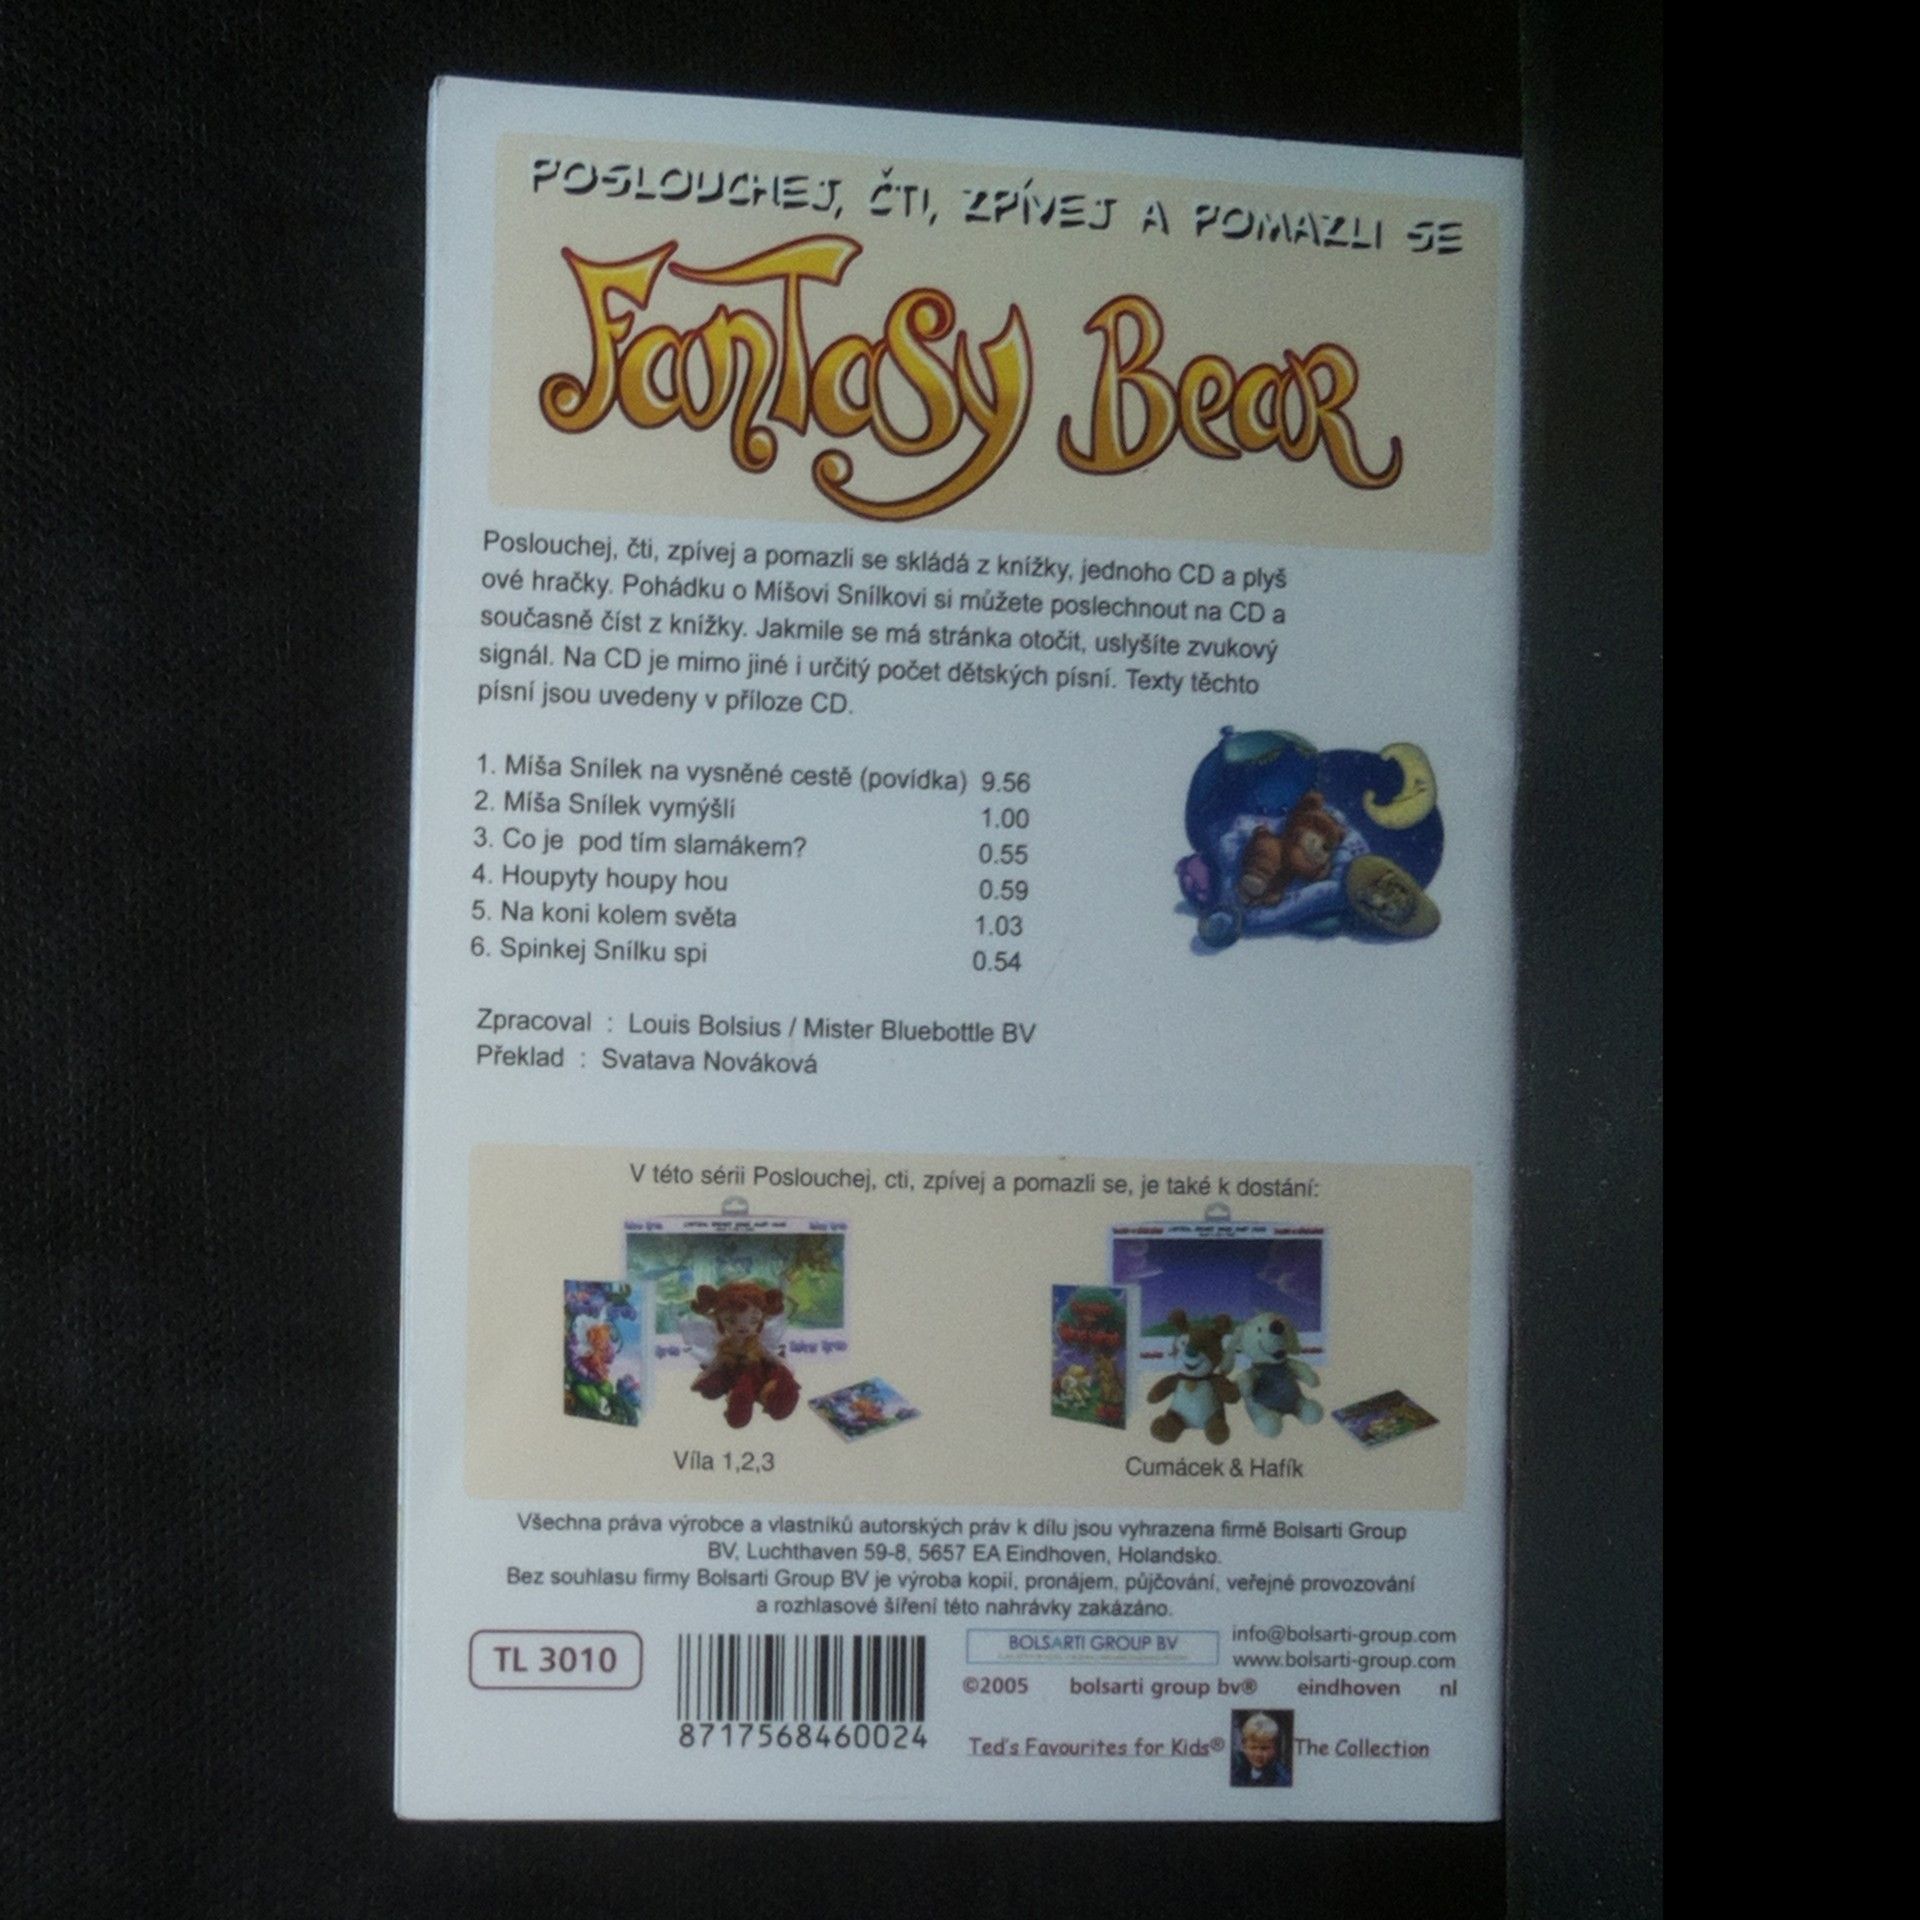 POSLOUCHEJ, ČTI, ZPÍVEJ A POMAZLI SE
Fantasy Bear
Poslouchej, čti, zpívej a pomazli se skládá z knížky, jednoho CD a plyš
ové hračky. Pohádku o Míšovi Snílkovi si můžete poslechnout na CD a
současně číst z knížky. Jakmile se má stránka otočit, uslyšíte zvukový
signál. Na CD je mimo jiné i určitý počet dětských písní. Texty těchto
písní jsou uvedeny v příloze CD.
1. Míša Snílek na vysněné cestě (povídka) 9.56
2. Míša Snílek vymýšlí 1.00
3. Co je pod tím slamákem? 0.55
4. Houpyty houpy hou 0.59
5. Na koni kolem světa 1.03
6. Spinkej Snílku spi 0.54
Zpracoval : Louis Bolsius / Mister Bluebottle BV
Překlad : Svatava Nováková
V této sérii Poslouchej, cti, zpívej a pomazli se, je také k dostání:
Víla 1,2,3
Cumácek & Hafík
Všechna práva výrobce a vlastníků autorských práv k dílu jsou vyhrazena firmě Bolsarti Group
BV, Luchthaven 59-8, 5657 EA Eindhoven, Holandsko.
Bez souhlasu firmy Bolsarti Group BV je výroba kopií, pronájem, půjčování, veřejné provozování
a rozhlasové šíření této nahrávky zakázáno.
TL 3010
8717568460024
BOLSARTI GROUP BV
info@bolsarti-group.com
www.bolsarti-group.com
©2005 bolsarti group bv® eindhoven nl
Ted's Favourites for Kids® The Collection